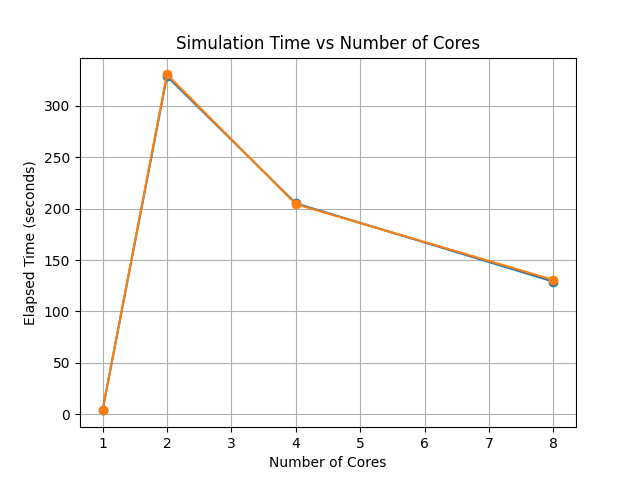 Simulation Time vs Number of Cores
Elapsed Time (seconds)
300
250
200
150
100
50
0
1 2 3 4 5 6 7 8
Number of Cores